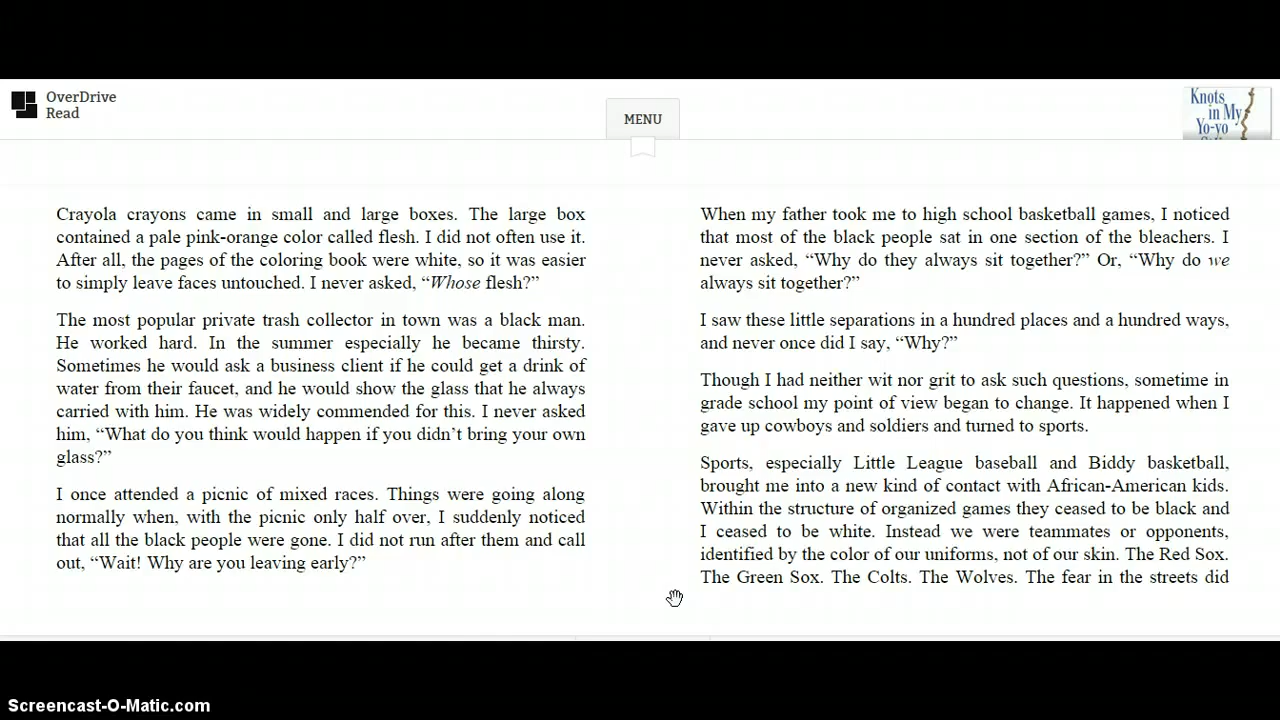 OverDrive
Read
MENU
Knots
in My
Yo-yo
Crayola crayons came in small and large boxes. The large box
contained a pale pink-orange color called flesh. I did not often use it.
After all, the pages of the coloring book were white, so it was easier
to simply leave faces untouched. I never asked, “Whose flesh?”
The most popular private trash collector in town was a black man.
He worked hard. In the summer especially he became thirsty.
Sometimes he would ask a business client if he could get a drink of
water from their faucet, and he would show the glass that he always
carried with him. He was widely commended for this. I never asked
him, “What do you think would happen if you didn’t bring your own
glass?”
I once attended a picnic of mixed races. Things were going along
normally when, with the picnic only half over, I suddenly noticed
that all the black people were gone. I did not run after them and call
out, “Wait! Why are you leaving early?”
When my father took me to high school basketball games, I noticed
that most of the black people sat in one section of the bleachers. I
never asked, “Why do they always sit together?” Or, “Why do we
always sit together?”
I saw these little separations in a hundred places and a hundred ways,
and never once did I say, “Why?”
Though I had neither wit nor grit to ask such questions, sometime in
grade school my point of view began to change. It happened when I
gave up cowboys and soldiers and turned to sports.
Sports, especially Little League baseball and Biddy basketball,
brought me into a new kind of contact with African-American kids.
Within the structure of organized games they ceased to be black and
I ceased to be white. Instead we were teammates or opponents,
identified by the color of our uniforms, not of our skin. The Red Sox.
The Green Sox. The Colts. The Wolves. The fear in the streets did
Screencast-O-Matic.com